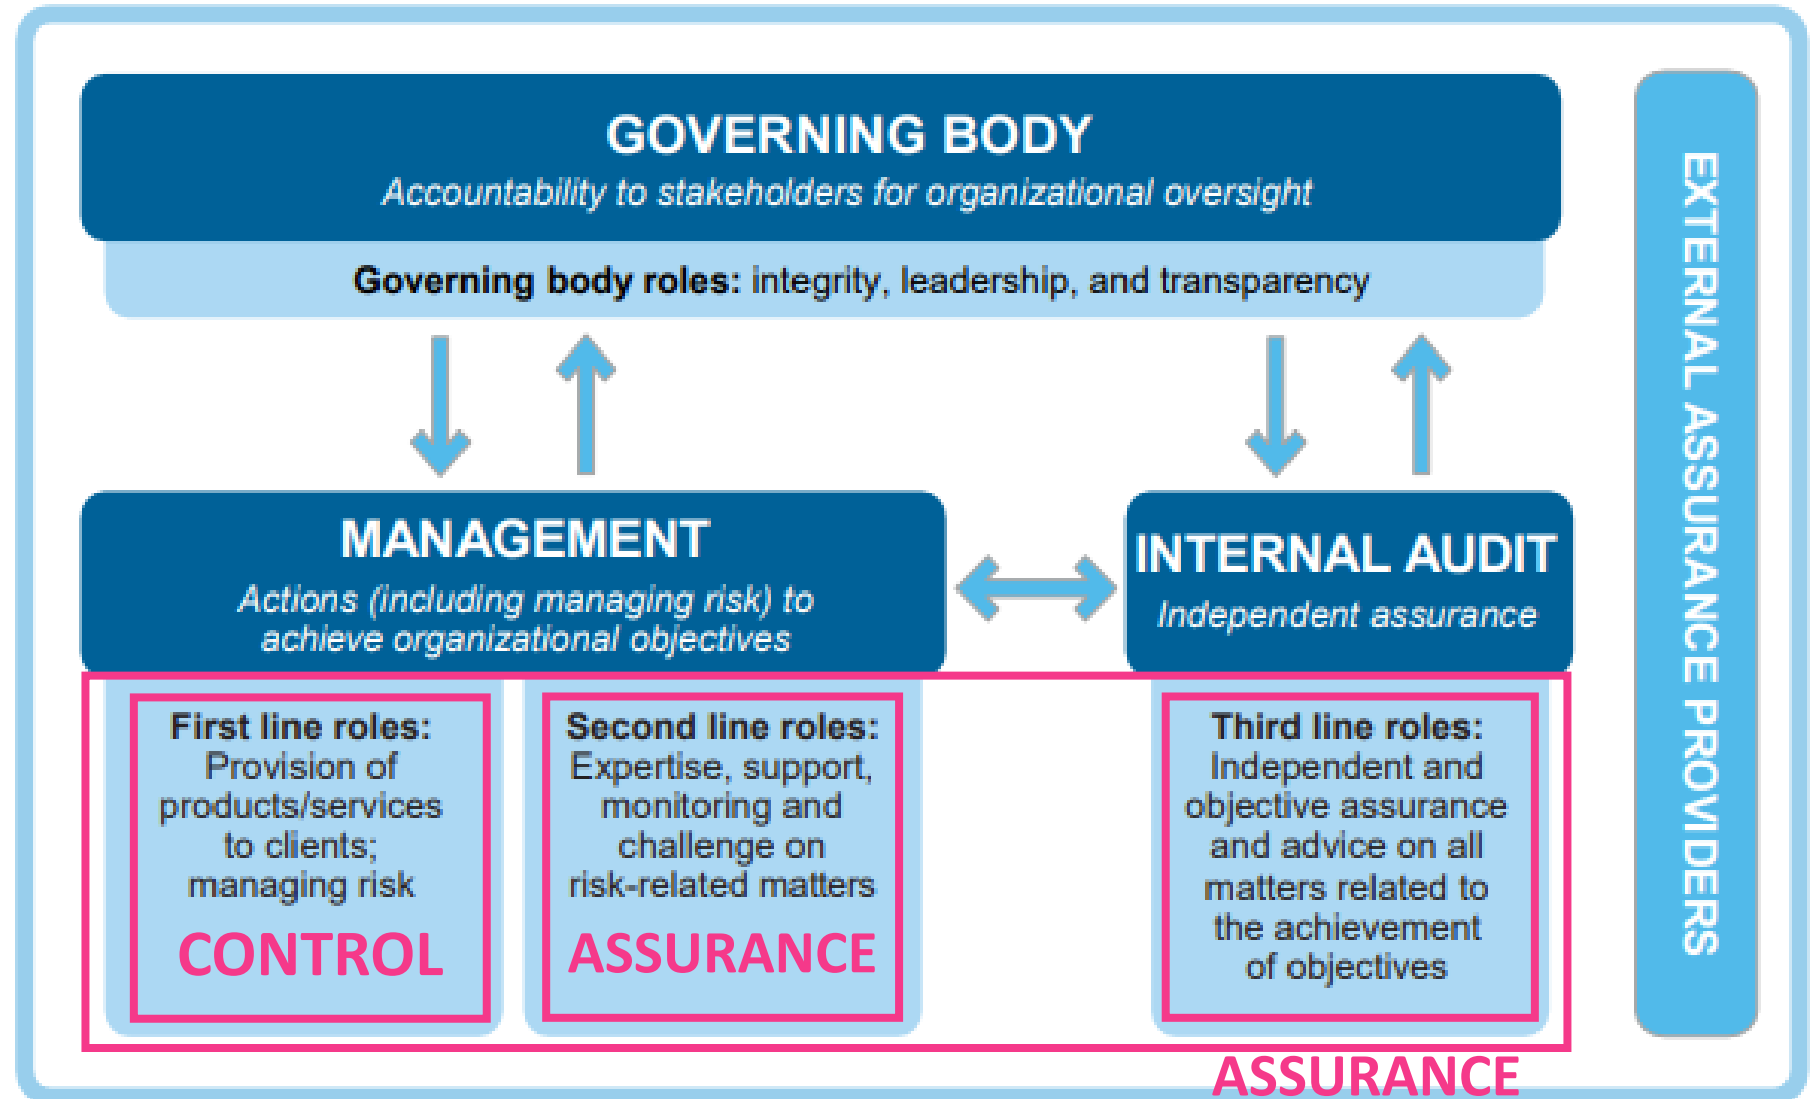 GOVERNING BODY
Accountability to stakeholders for organizational oversight
Governing body roles: integrity, leadership, and transparency
MANAGEMENT
Actions (including managing risk) to
achieve organizational objectives
INTERNAL AUDIT
Independent assurance
First line roles:
Provision of
products/services
to clients;
managing risk
CONTROL
Second line roles:
Expertise, support,
monitoring and
challenge on
risk-related matters
ASSURANCE
Third line roles:
Independent and
objective assurance
and advice on all
matters related to
the achievement
of objectives
ASSURANCE
EXTERNAL ASSURANCE PROVIDERS